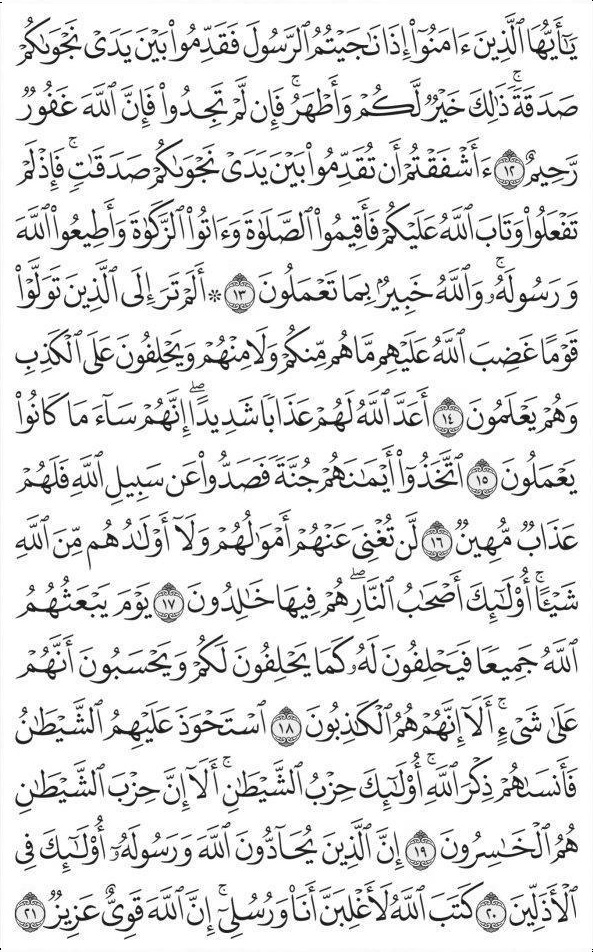 يَٰٓأَيُّهَا ٱلَّذِينَ ءَامَنُوٓا۟ إِذَا نَٰجَيْتُمُ ٱلرَّسُولَ فَقَدِّمُوا۟ بَيْنَ يَدَىْ نَجْوَىٰكُمْ
صَدَقَةً ۚ ذَٰلِكَ خَيْرٌ لَّكُمْ وَأَطْهَرُ ۚ فَإِن لَّمْ تَجِدُوا۟ فَإِنَّ ٱللَّهَ غَفُورٌ
رَّحِيمٌ ١٢ ءَأَشْفَقْتُمْ أَن تُقَدِّمُوا۟ بَيْنَ يَدَىْ نَجْوَىٰكُمْ صَدَقَٰتٍ ۚ فَإِذْ لَمْ
تَفْعَلُوا۟ وَتَابَ ٱللَّهُ عَلَيْكُمْ فَأَقِيمُوا۟ ٱلصَّلَوٰةَ وَءَاتُوا۟ ٱلزَّكَوٰةَ وَأَطِيعُوا۟ ٱللَّهَ
وَرَسُولَهُۥ ۚ وَٱللَّهُ خَبِيرٌۢ بِمَا تَعْمَلُونَ ١٣ ۞ أَلَمْ تَرَ إِلَى ٱلَّذِينَ تَوَلَّوْا۟
قَوْمًا غَضِبَ ٱللَّهُ عَلَيْهِم مَّا هُم مِّنكُمْ وَلَا مِنْهُمْ وَيَحْلِفُونَ عَلَى ٱلْكَذِبِ
وَهُمْ يَعْلَمُونَ ١٤ أَعَدَّ ٱللَّهُ لَهُمْ عَذَابًا شَدِيدًا ۖ إِنَّهُمْ سَآءَ مَا كَانُوا۟
يَعْمَلُونَ ١٥ ٱتَّخَذُوٓا۟ أَيْمَٰنَهُمْ جُنَّةً فَصَدُّوا۟ عَن سَبِيلِ ٱللَّهِ فَلَهُمْ
عَذَابٌ مُّهِينٌ ١٦ لَّن تُغْنِىَ عَنْهُمْ أَمْوَٰلُهُمْ وَلَآ أَوْلَٰدُهُم مِّنَ ٱللَّهِ
شَيْـًٔا ۚ أُو۟لَٰٓئِكَ أَصْحَٰبُ ٱلنَّارِ ۖ هُمْ فِيهَا خَٰلِدُونَ ١٧ يَوْمَ يَبْعَثُهُمُ
ٱللَّهُ جَمِيعًا فَيَحْلِفُونَ لَهُۥ كَمَا يَحْلِفُونَ لَكُمْ وَيَحْسَبُونَ أَنَّهُمْ
عَلَىٰ شَىْءٍ ۚ أَلَآ إِنَّهُمْ هُمُ ٱلْكَٰذِبُونَ ١٨ ٱسْتَحْوَذَ عَلَيْهِمُ ٱلشَّيْطَٰنُ
فَأَنسَىٰهُمْ ذِكْرَ ٱللَّهِ ۚ أُو۟لَٰٓئِكَ حِزْبُ ٱلشَّيْطَٰنِ ۚ أَلَآ إِنَّ حِزْبَ ٱلشَّيْطَٰنِ
هُمُ ٱلْخَٰسِرُونَ ١٩ إِنَّ ٱلَّذِينَ يُحَآدُّونَ ٱللَّهَ وَرَسُولَهُۥٓ أُو۟لَٰٓئِكَ فِى
ٱلْأَذَلِّينَ ٢٠ كَتَبَ ٱللَّهُ لَأَغْلِبَنَّ أَنَا۠ وَرُسُلِىٓ ۚ إِنَّ ٱللَّهَ قَوِىٌّ عَزِيزٌ ٢١